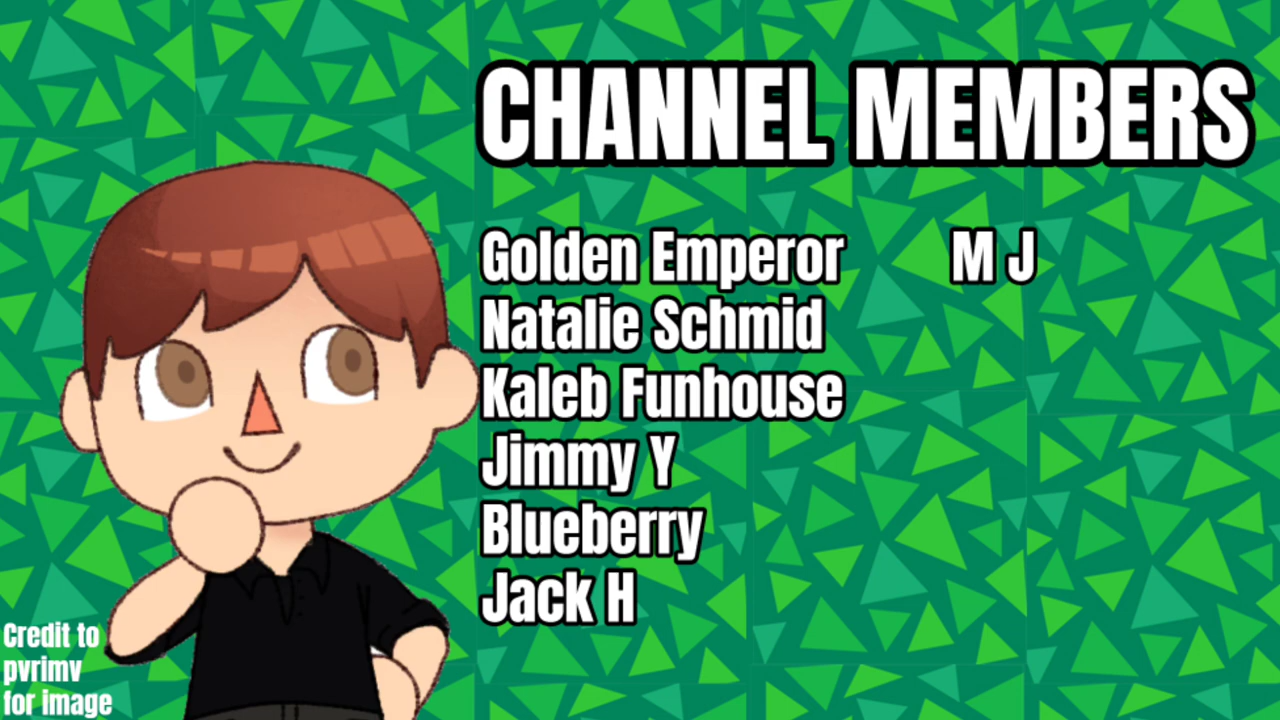 CHANNEL MEMBERS
Golden Emperor
Natalie Schmid
Kaleb Funhouse
Jimmy Y
Blueberry
Jack H
M J
Credit to
pvrimv
for image